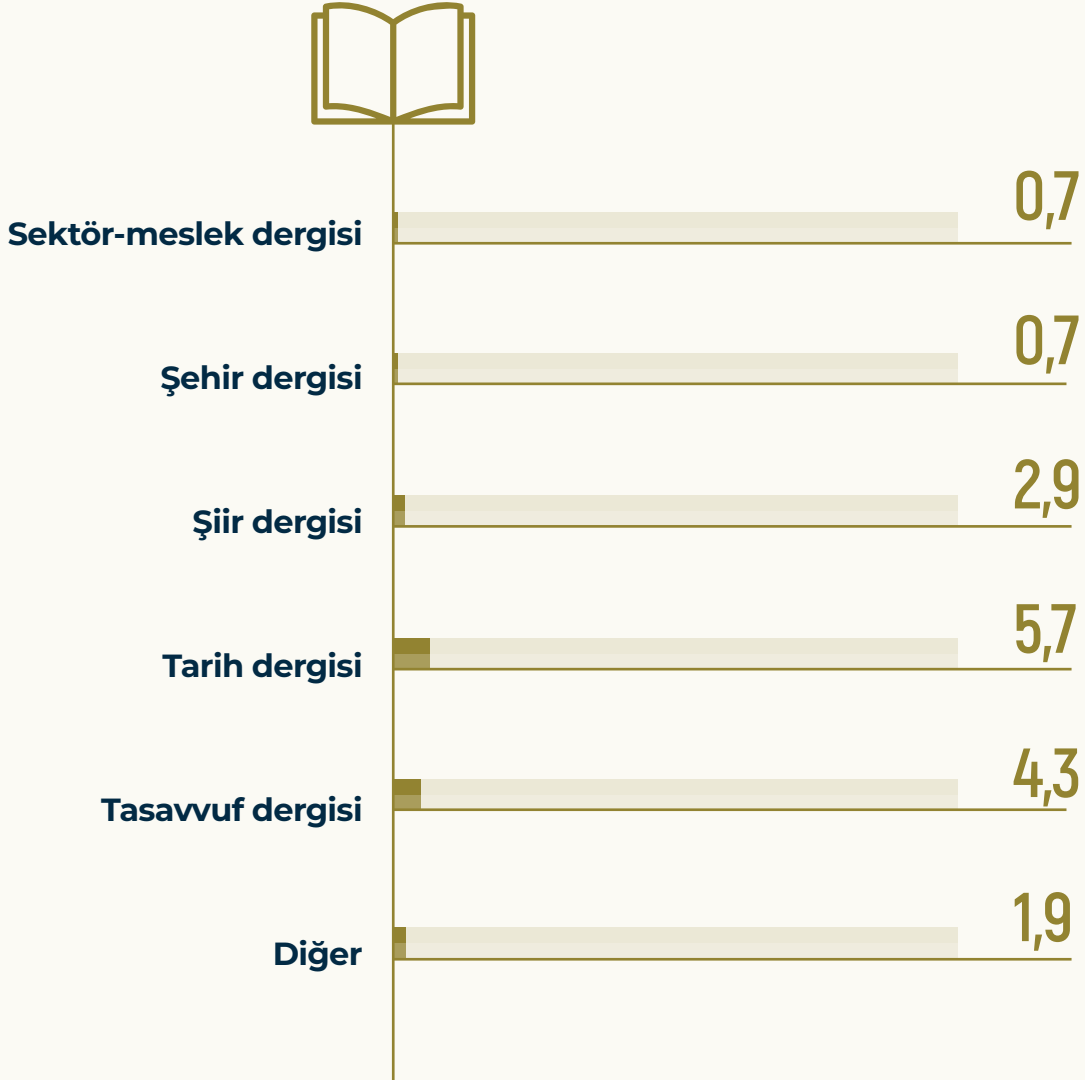 0,7
Sektör-meslek dergisi
0,7
Şehir dergisi
2,9
Şiir dergisi
5,7
Tarih dergisi
4,3
Tasavvuf dergisi
1,9
Diğer